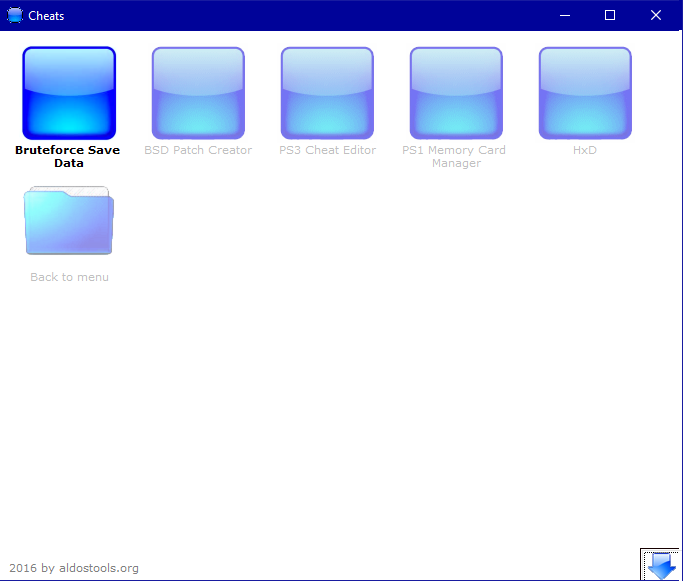 Cheats
Bruteforce Save
Data
BSD Patch Creator
PS3 Cheat Editor
PS1 Memory Card
Manager
HxD
Back to menu
2016 by aldostools.org